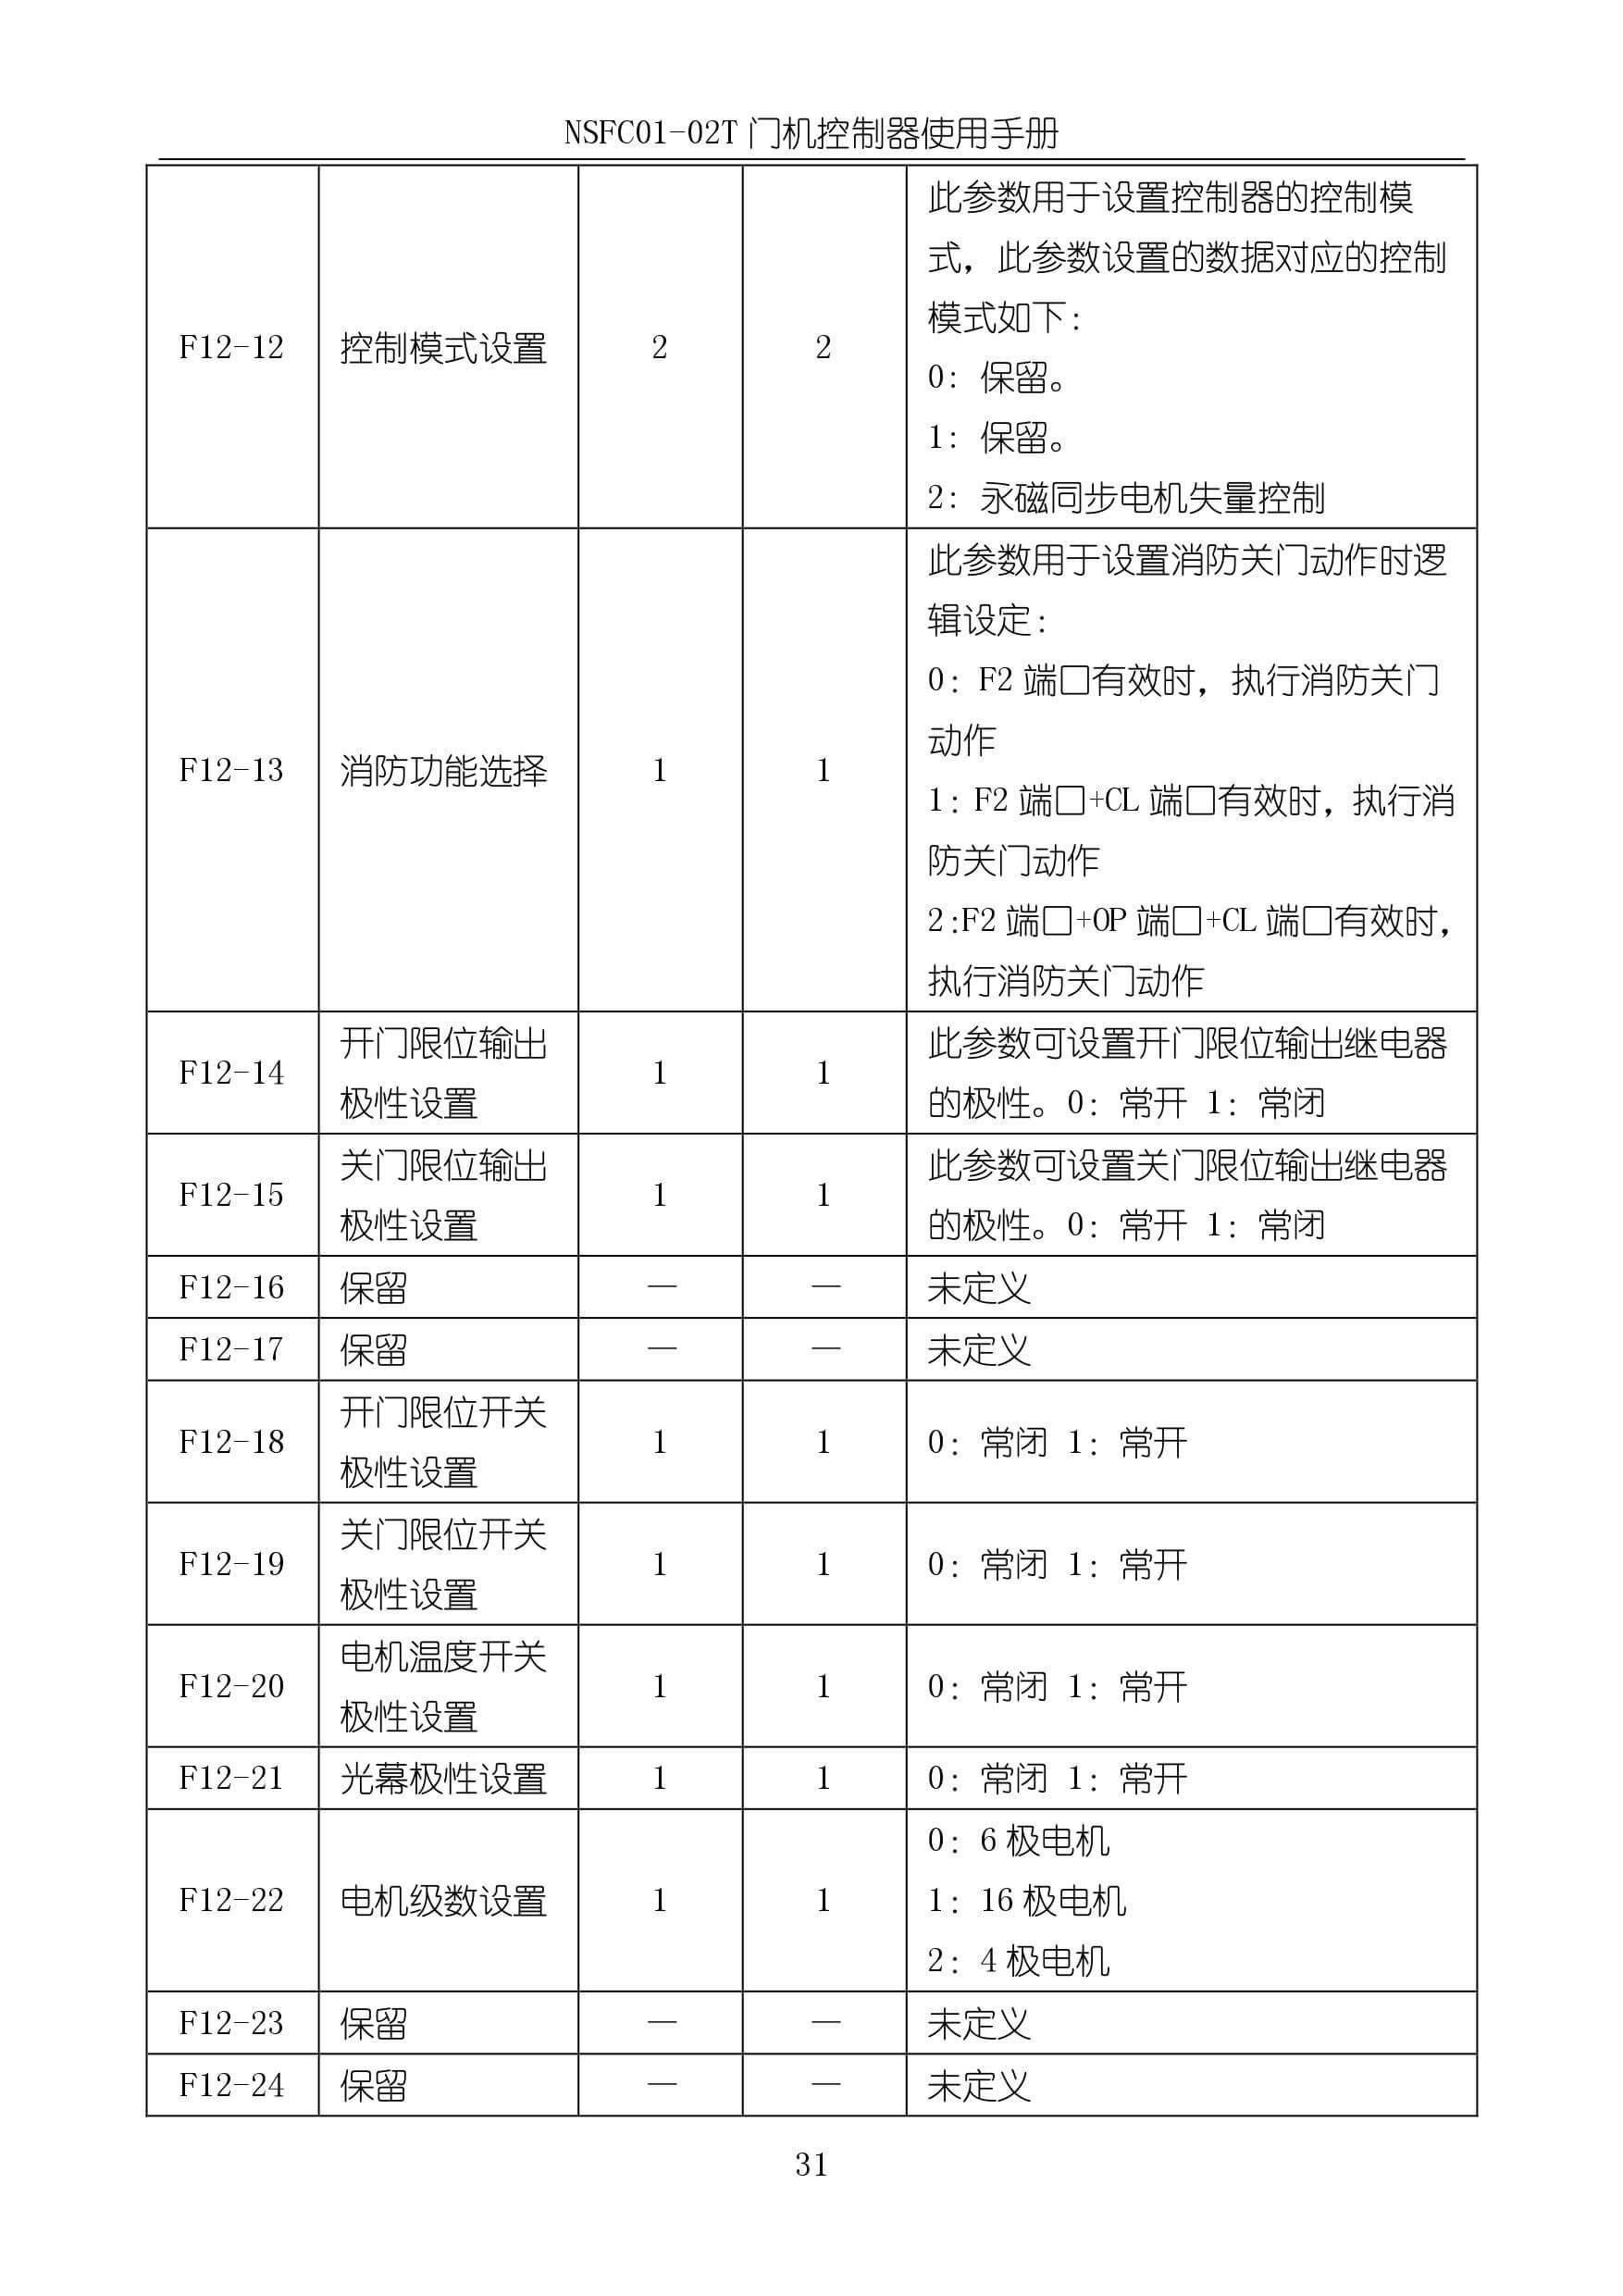 NSFC01-02T 门机控制器使用手册
F12-12 控制模式设置 2 2
此参数用于设置控制器的控制模
式，此参数设置的数据对应的控制
模式如下：
0：保留。
1：保留。
2：永磁同步电机失量控制
F12-13 消防功能选择 1 1
此参数用于设置消防关门动作时逻
辑设定：
0：F2 端口有效时，执行消防关门
动作
1：F2 端口+CL 端口有效时，执行消
防关门动作
2:F2 端口+OP 端口+CL 端口有效时，
执行消防关门动作
F12-14
开门限位输出
极性设置
1 1
此参数可设置开门限位输出继电器
的极性。0：常开 1：常闭
F12-15
关门限位输出
极性设置
1 1
此参数可设置关门限位输出继电器
的极性。0：常开 1：常闭
F12-16 保留 — — 未定义
F12-17 保留 — — 未定义
F12-18
开门限位开关
极性设置
1 1 0：常闭 1：常开
F12-19
关门限位开关
极性设置
1 1 0：常闭 1：常开
F12-20
电机温度开关
极性设置
1 1 0：常闭 1：常开
F12-21 光幕极性设置 1 1 0：常闭 1：常开
F12-22 电机级数设置 1 1
0：6 极电机
1：16 极电机
2：4 极电机
F12-23 保留 — — 未定义
F12-24 保留 — — 未定义
31